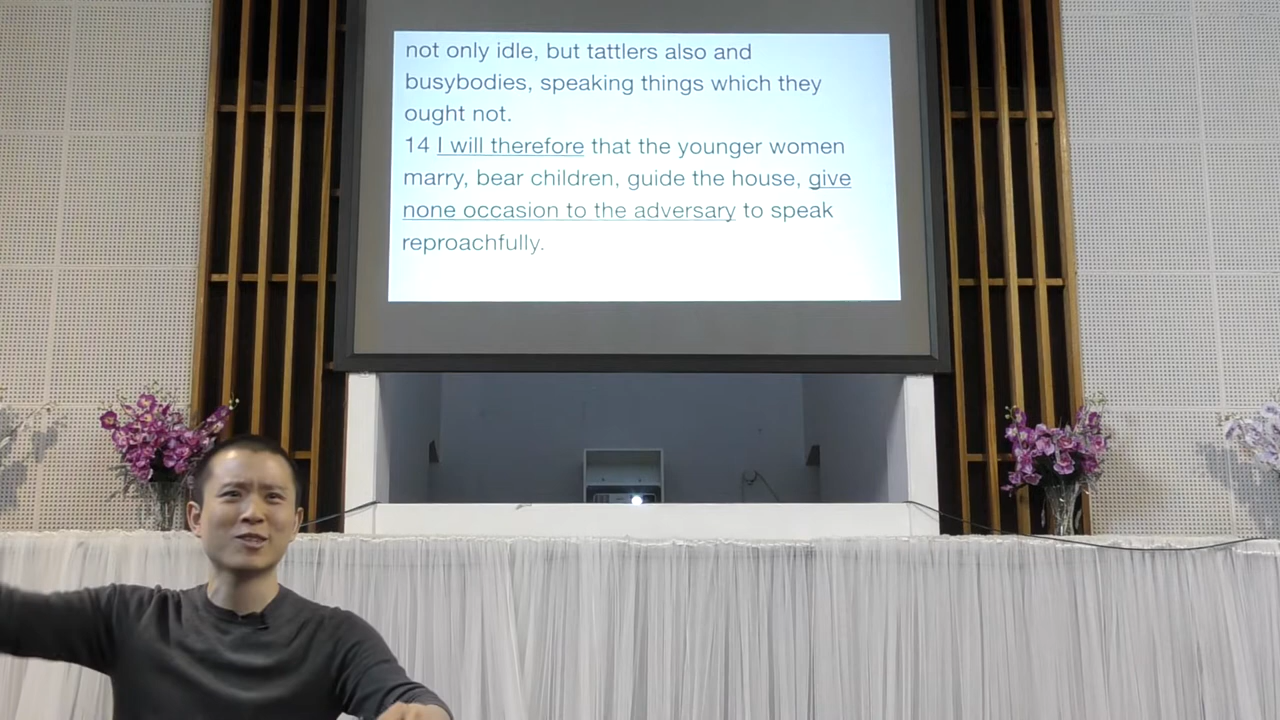 not only idle, but tattlers also and
busybodies, speaking things which they
ought not.
14 I will therefore that the younger women
marry, bear children, guide the house, give
none occasion to the adversary to speak
reproachfully.